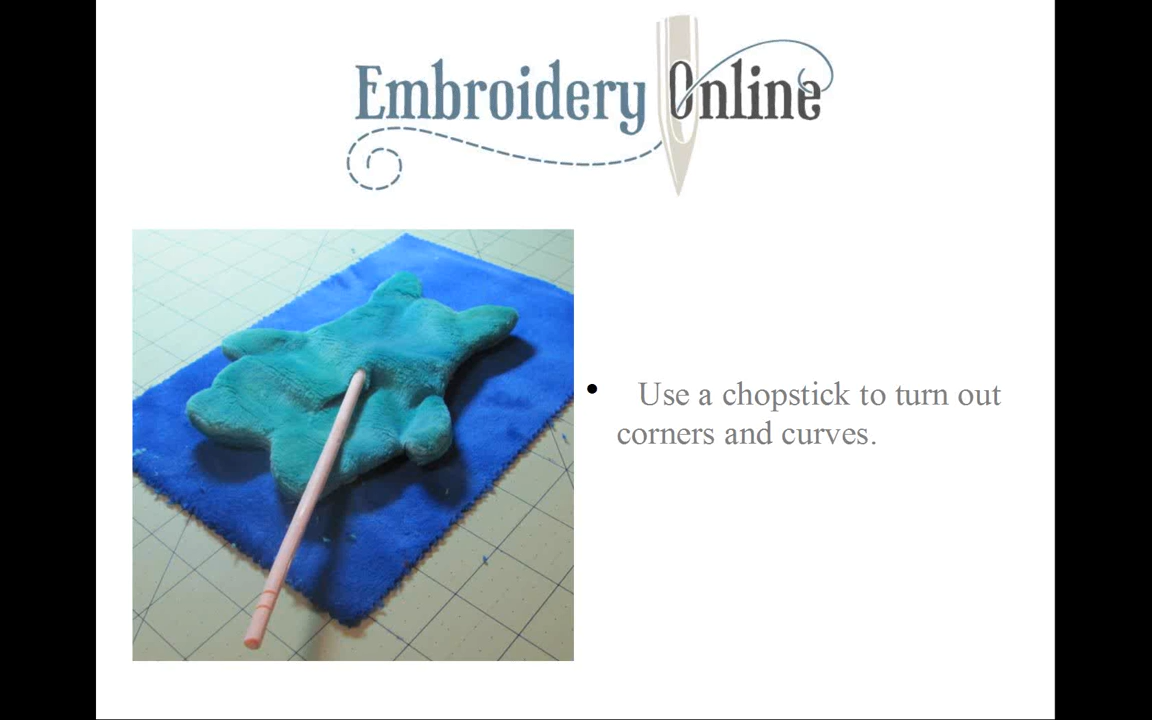 Embroidery Online
• Use a chopstick to turn out
corners and curves.